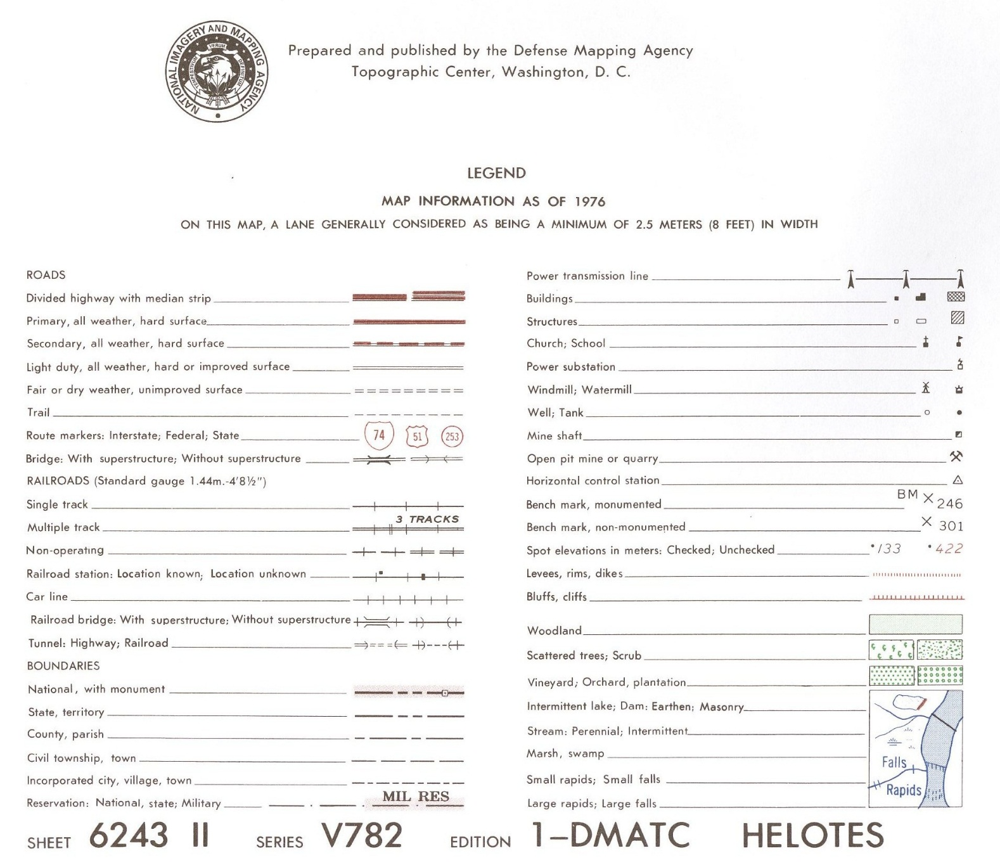 NATIONAL IMAGERY AND MAPPING AGENCY
TEMPESTIVUM
VERUM
DEFINITUM
Prepared and published by the Defense Mapping Agency
Topographic Center, Washington, D. C.
LEGEND
MAP INFORMATION AS OF 1976
ON THIS MAP, A LANE GENERALLY CONSIDERED AS BEING A MINIMUM OF 2.5 METERS (8 FEET) IN WIDTH
ROADS
Divided highway with median strip
Primary, all weather, hard surface
Secondary, all weather, hard surface
Light duty, all weather, hard or improved surface
Fair or dry weather, unimproved surface
Trail
Route markers: Interstate; Federal; State 74 51 253
Bridge: With superstructure; Without superstructure
RAILROADS (Standard gauge 1.44m.-4'8½")
Single track
Multiple track 3 TRACKS
Non-operating
Railroad station: Location known; Location unknown
Car line
Railroad bridge: With superstructure; Without superstructure
Tunnel: Highway; Railroad
BOUNDARIES
National, with monument
State, territory
County, parish
Civil township, town
Incorporated city, village, town
Reservation: National, state; Military MIL RES
Power transmission line
Buildings
Structures
Church; School
Power substation
Windmill; Watermill
Well; Tank
Mine shaft
Open pit mine or quarry
Horizontal control station
Bench mark, monumented BM X 246
Bench mark, non-monumented X 301
Spot elevations in meters: Checked; Unchecked 133 422
Levees, rims, dikes
Bluffs, cliffs
Woodland
Scattered trees; Scrub
Vineyard; Orchard, plantation
Intermittent lake; Dam: Earthen; Masonry
Stream: Perennial; Intermittent
Marsh, swamp
Falls
Small rapids; Small falls
Rapids
Large rapids; Large falls
SHEET 6243 II SERIES V782 EDITION 1-DMATC HELOTES